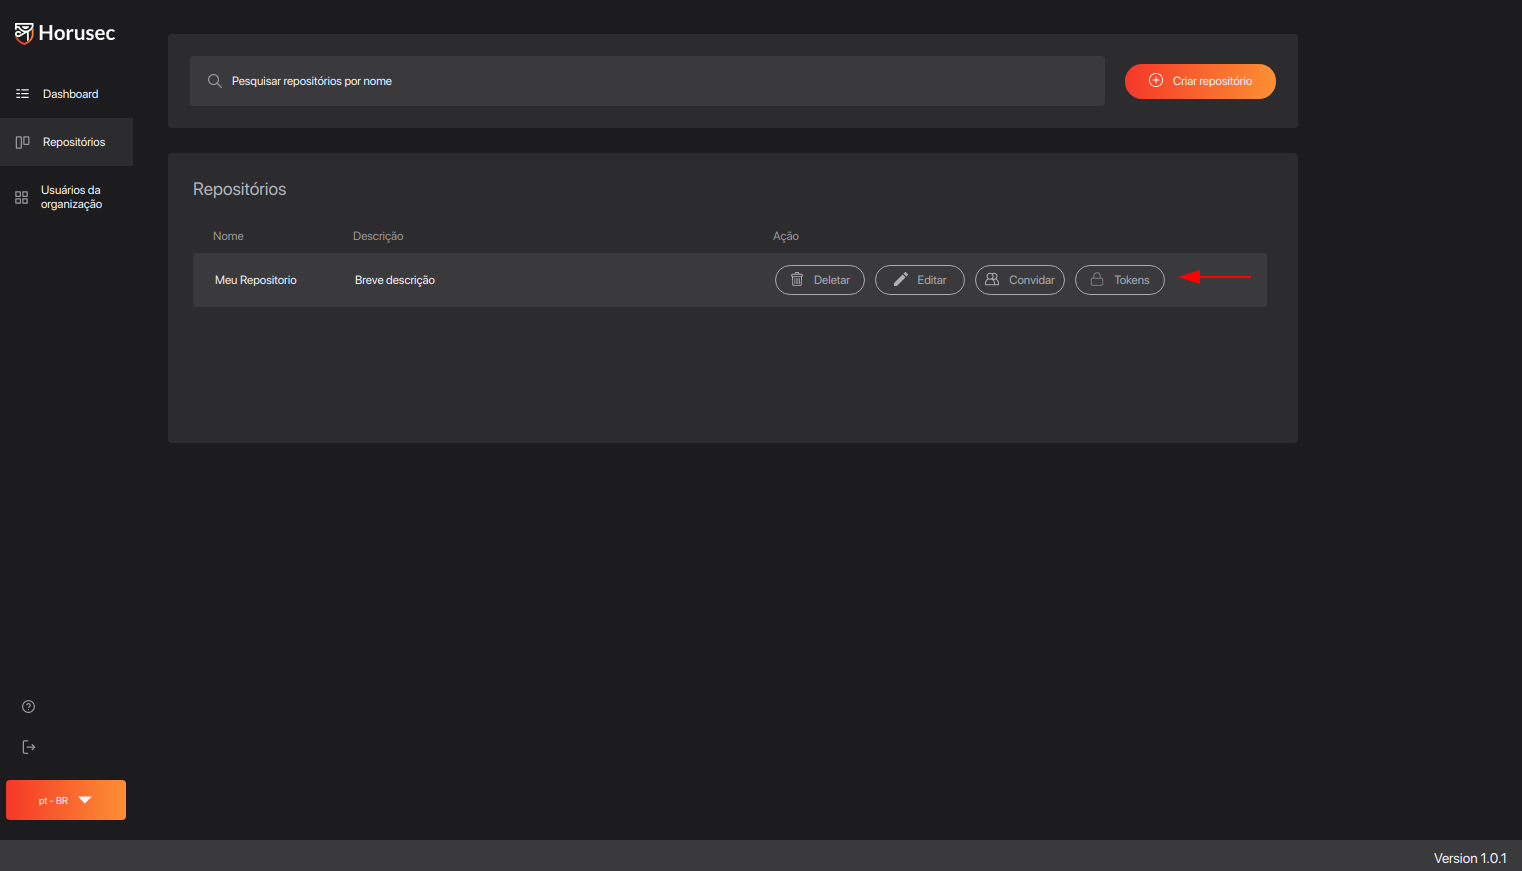 Horusec
Dashboard
Repositórios
Usuários da
organização
Pesquisar repositórios por nome
Criar repositório
Repositórios
Nome
Descrição
Ação
Meu Repositorio
Breve descrição
Deletar
Editar
Convidar
Tokens
pt - BR
Version 1.0.1